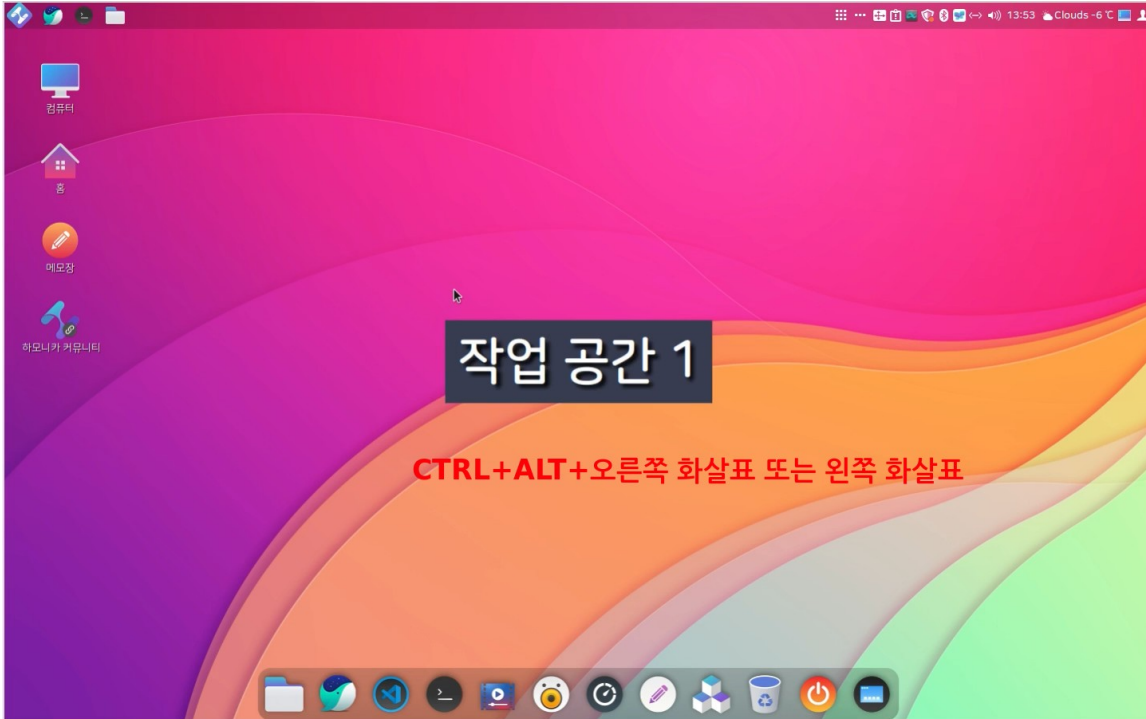 13:53 Clouds -6 ℃
컴퓨터
홈
메모장
하모니카 커뮤니티
작업 공간 1
CTRL+ALT+오른쪽 화살표 또는 왼쪽 화살표